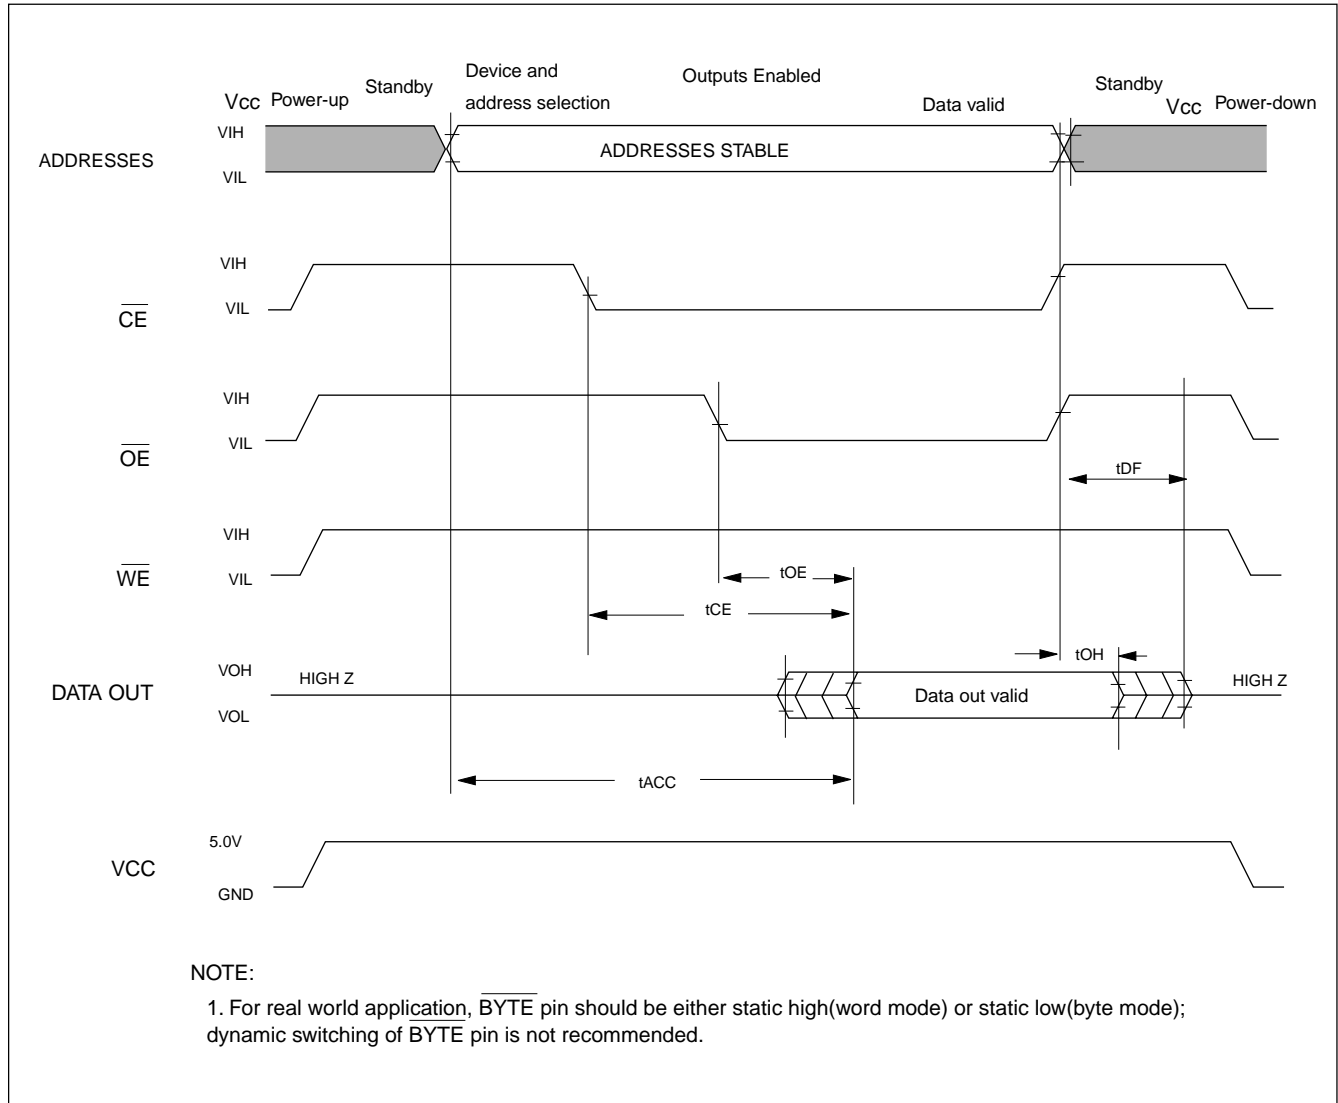 Vcc Power-up
Standby
Device and
address selection
Outputs Enabled
Data valid
Standby
Vcc Power-down
ADDRESSES
VIH
VIL
ADDRESSES STABLE
CE
VIH
VIL
OE
VIH
VIL
tDF
WE
VIH
VIL
tOE
tCE
tOH
DATA OUT
VOH
VOL
HIGH Z
Data out valid
HIGH Z
tACC
VCC
5.0V
GND
NOTE:
1. For real world application, BYTE pin should be either static high(word mode) or static low(byte mode);
dynamic switching of BYTE pin is not recommended.